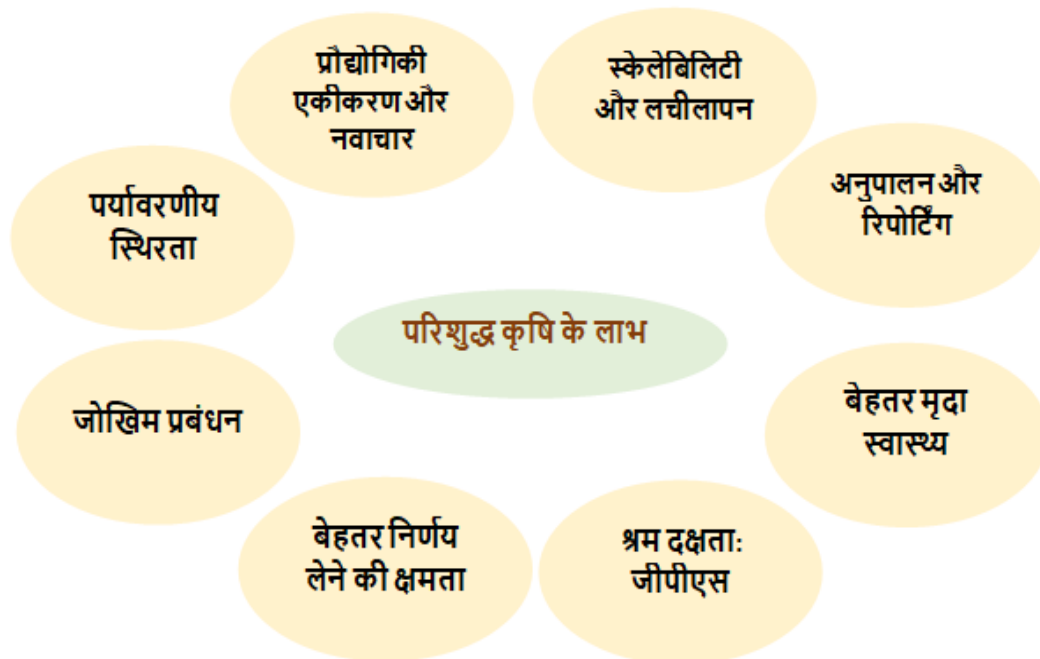 प्रौद्योगिकी
एकीकरण और
नवाचार
स्केलेबिलिटी
और लचीलापन
अनुपालन और
रिपोर्टिंग
पर्यावरणीय
स्थिरता
परिशुद्ध कृषि के लाभ
जोखिम प्रबंधन
बेहतर मृदा
स्वास्थ्य
बेहतर निर्णय
लेने की क्षमता
श्रम दक्षता:
जीपीएस